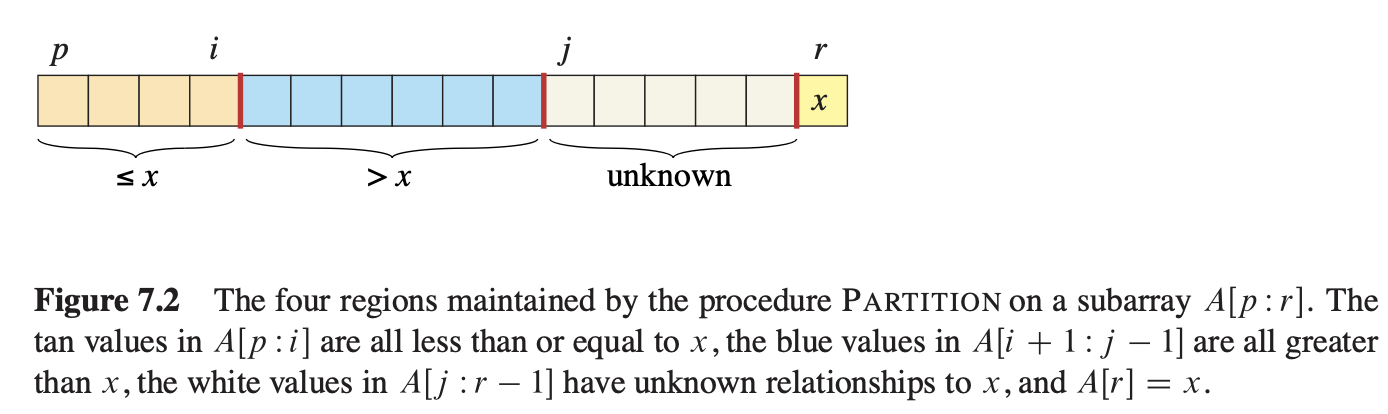 p i j r
x
≤ x > x unknown
Figure 7.2 The four regions maintained by the procedure PARTITION on a subarray A[p : r]. The
tan values in A[p : i] are all less than or equal to x, the blue values in A[i + 1 : j − 1] are all greater
than x, the white values in A[j : r − 1] have unknown relationships to x, and A[r] = x.